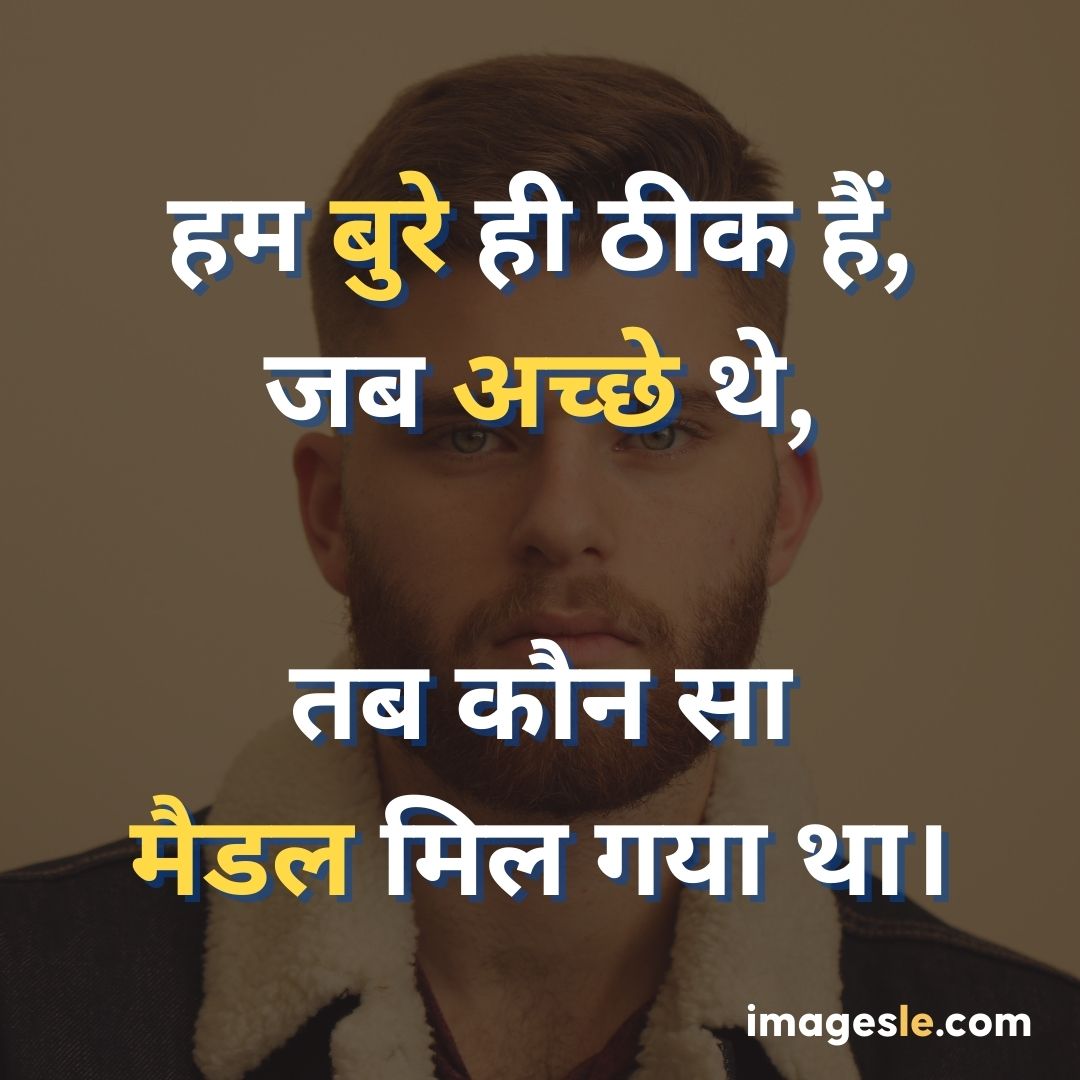 हम बुरे ही ठीक हैं,
जब अच्छे थे,
तब कौन सा
मैडल मिल गया था।
imagesle.com